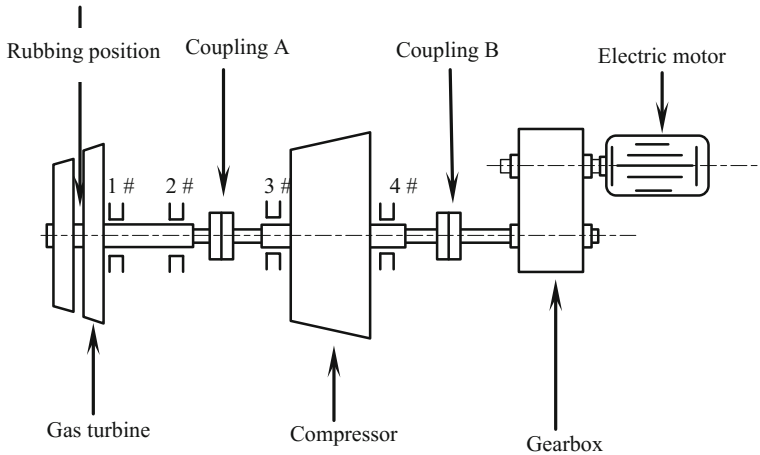 Rubbing position
Coupling A
Coupling B
Electric motor
1 #
2 #
3 #
4 #
Gas turbine
Compressor
Gearbox